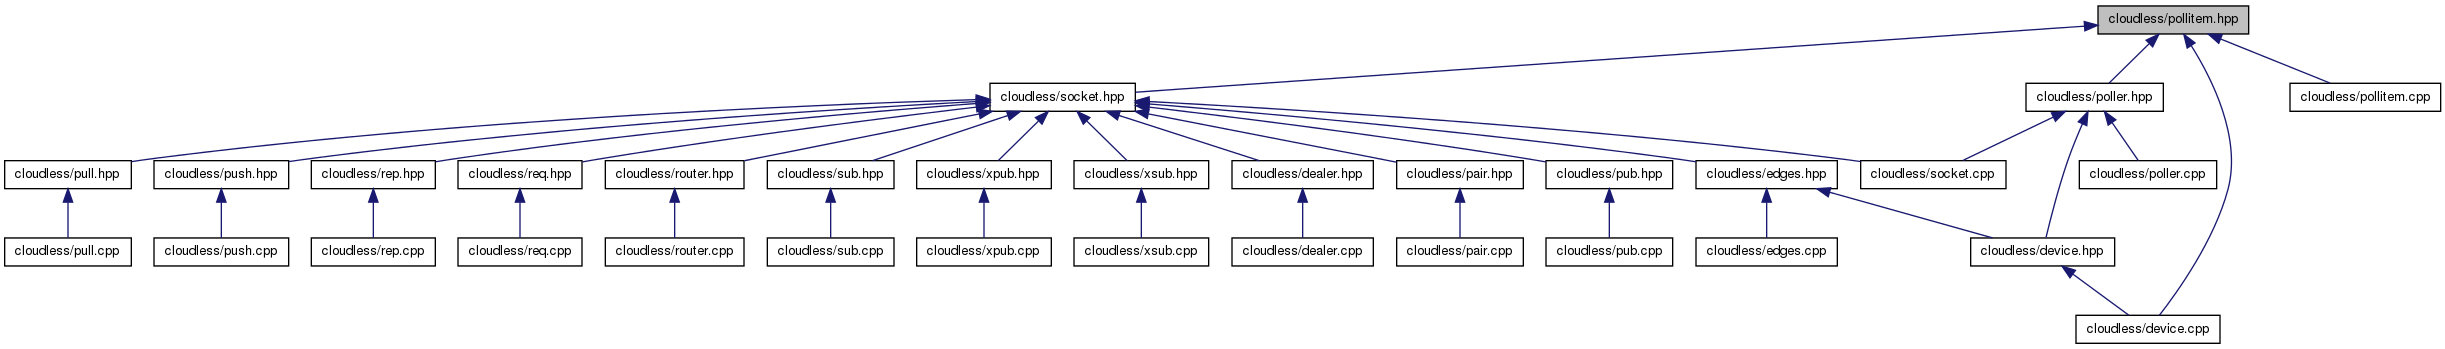 cloudless/pollitem.hpp
cloudless/socket.hpp
cloudless/poller.hpp
cloudless/pollitem.cpp
cloudless/pull.hpp
cloudless/push.hpp
cloudless/rep.hpp
cloudless/req.hpp
cloudless/router.hpp
cloudless/sub.hpp
cloudless/xpub.hpp
cloudless/xsub.hpp
cloudless/dealer.hpp
cloudless/pair.hpp
cloudless/pub.hpp
cloudless/edges.hpp
cloudless/socket.cpp
cloudless/poller.cpp
cloudless/pull.cpp
cloudless/push.cpp
cloudless/rep.cpp
cloudless/req.cpp
cloudless/router.cpp
cloudless/sub.cpp
cloudless/xpub.cpp
cloudless/xsub.cpp
cloudless/dealer.cpp
cloudless/pair.cpp
cloudless/pub.cpp
cloudless/edges.cpp
cloudless/device.hpp
cloudless/device.cpp